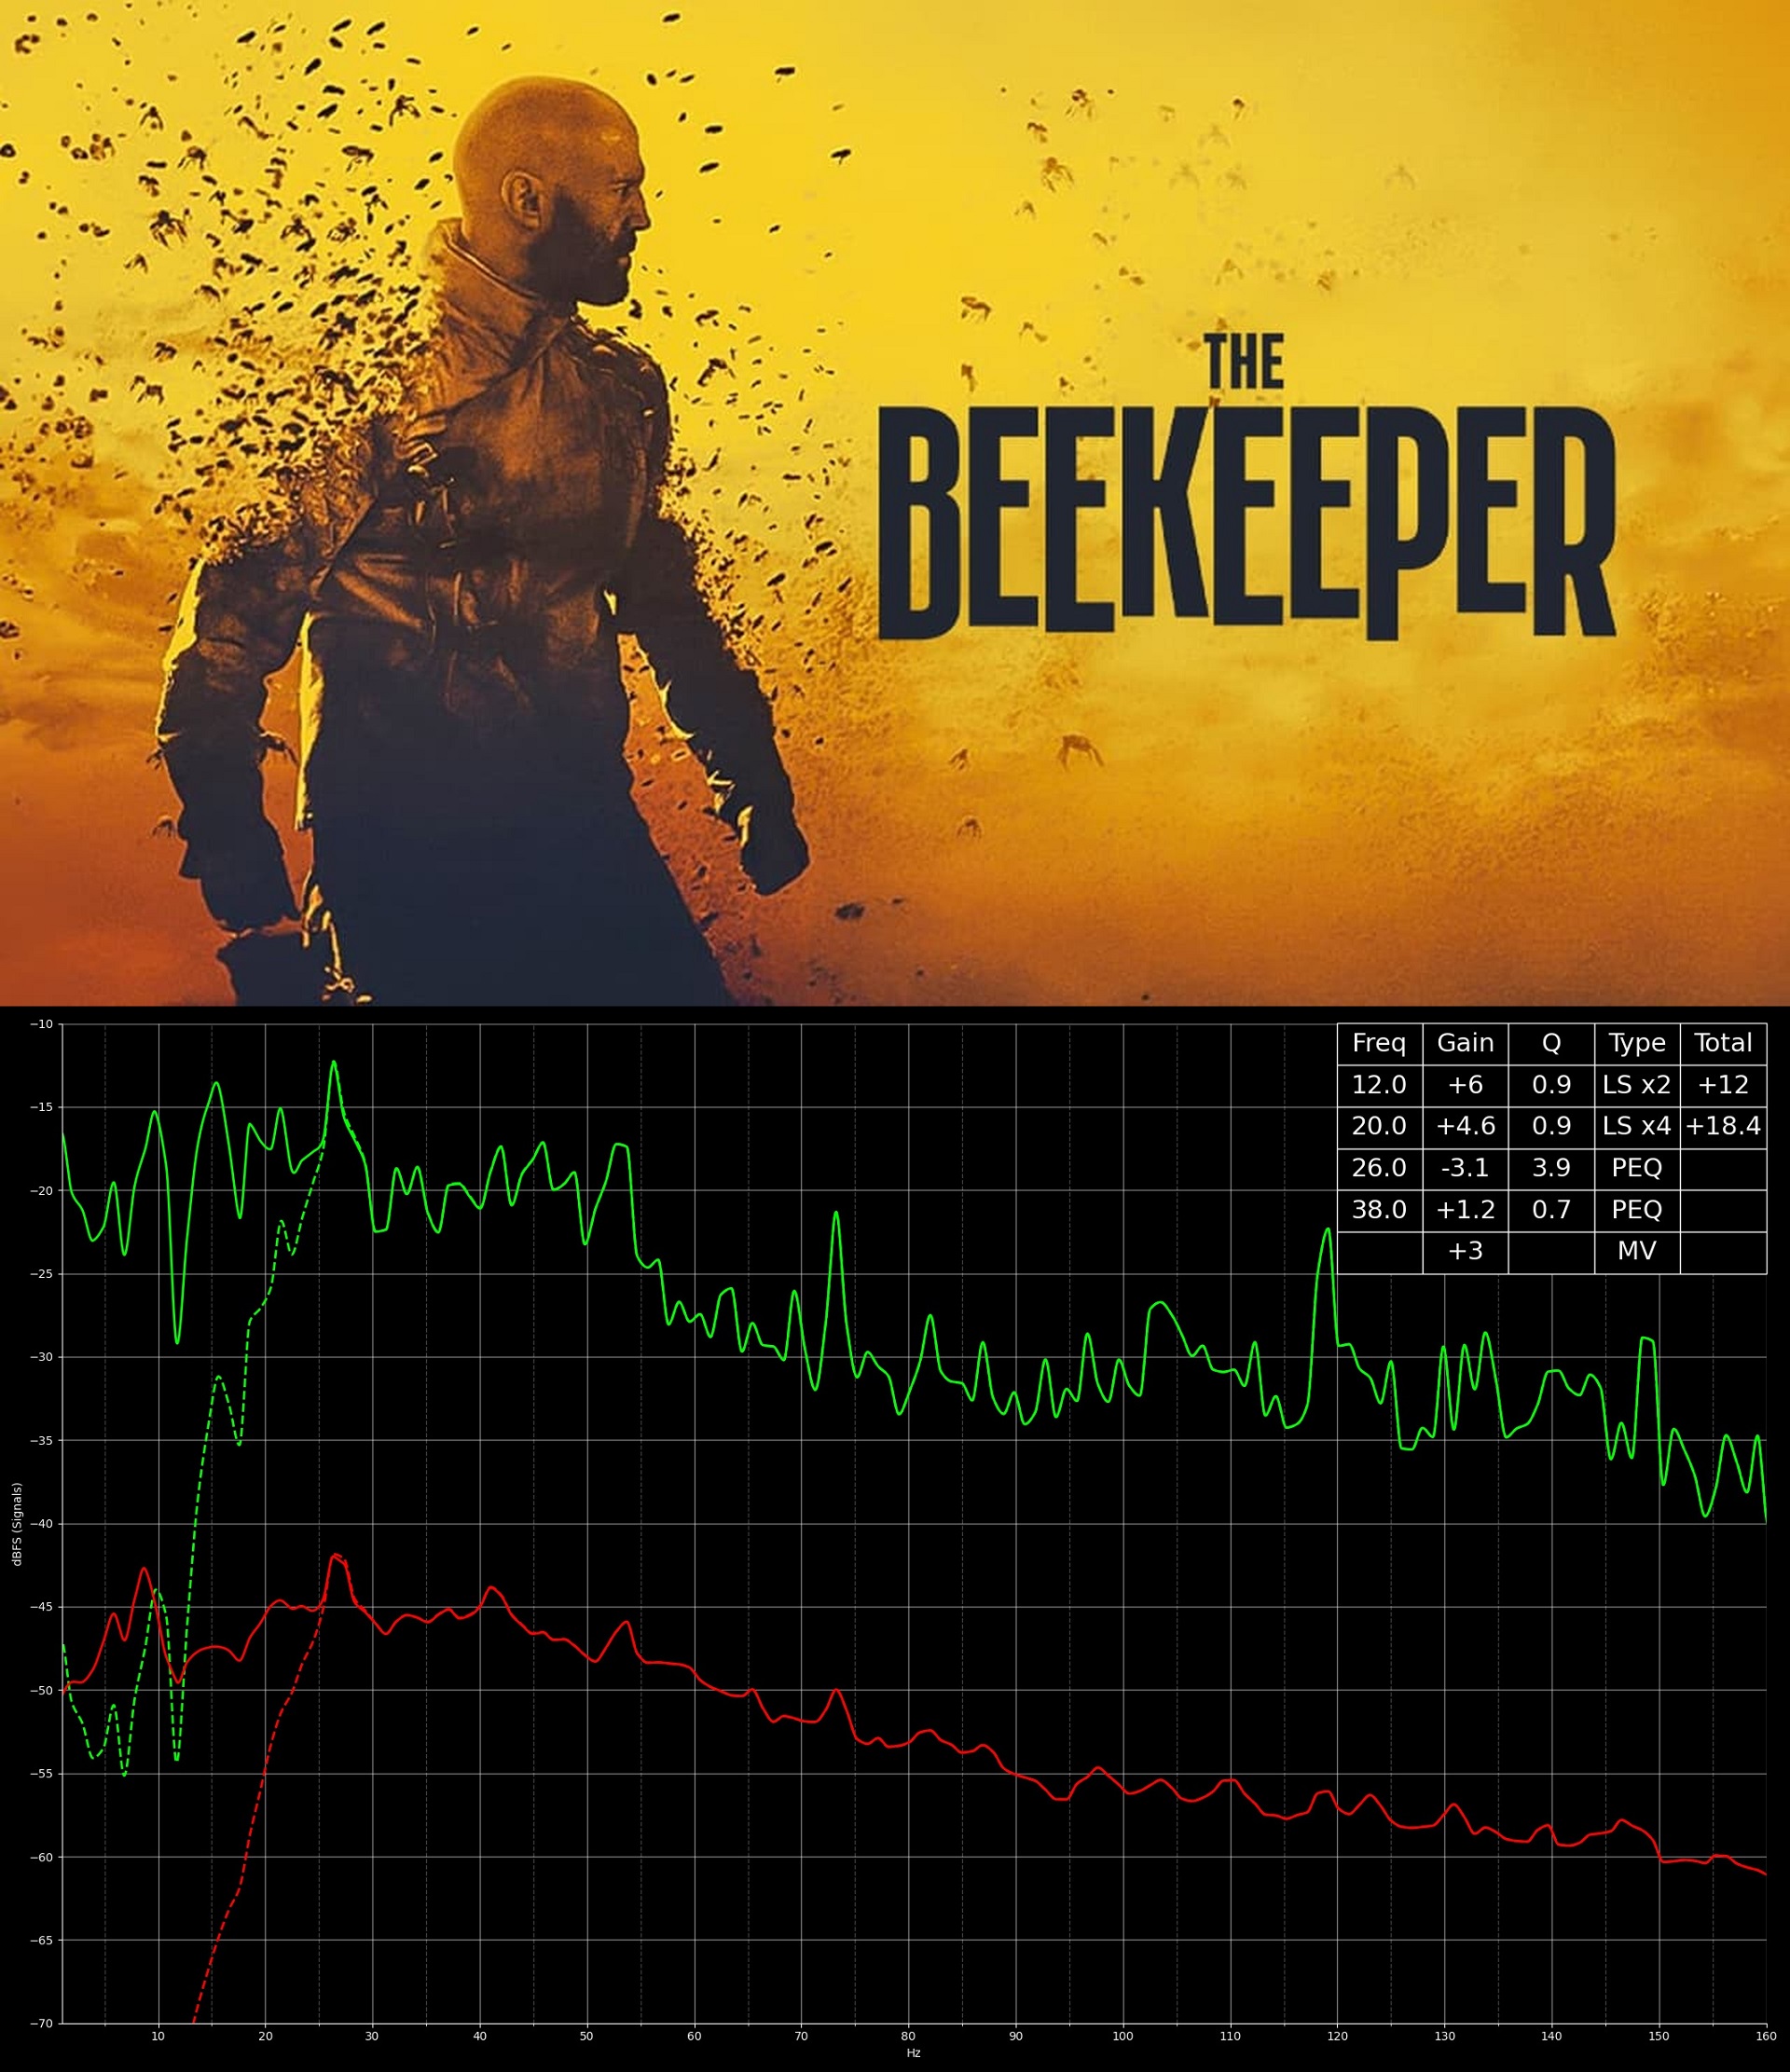 THE
BEEKEEPER
Freq Gain Q Type Total
12.0 +6 0.9 LS x2 +12
20.0 +4.6 0.9 LS x4 +18.4
26.0 -3.1 3.9 PEQ
38.0 +1.2 0.7 PEQ
+3 MV
−10
−15
−20
−25
−30
−35
−40
−45
−50
−55
−60
−65
−70
dBFS (Signals)
10 20 30 40 50 60 70 80 90 100 110 120 130 140 150 160
Hz